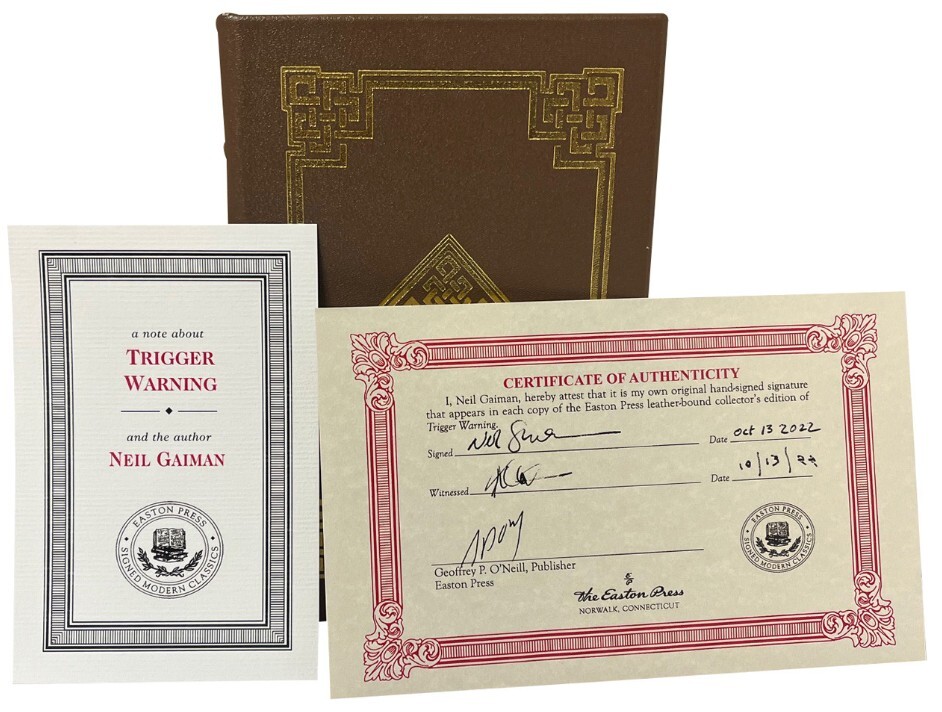 a note about
TRIGGER
WARNING
and the author
NEIL GAIMAN
EASTON PRESS
SIGNED MODERN CLASSICS
CERTIFICATE OF AUTHENTICITY
I, Neil Gaiman, hereby attest that it is my own original hand-signed signature
that appears in each copy of the Easton Press leather-bound collector's edition of
Trigger Warning.
Signed Date Oct 13 2022
Witnessed Date 10/13/22
Geoffrey P. O'Neill, Publisher
Easton Press
EASTON PRESS
SIGNED MODERN CLASSICS
The Easton Press
NORWALK, CONNECTICUT